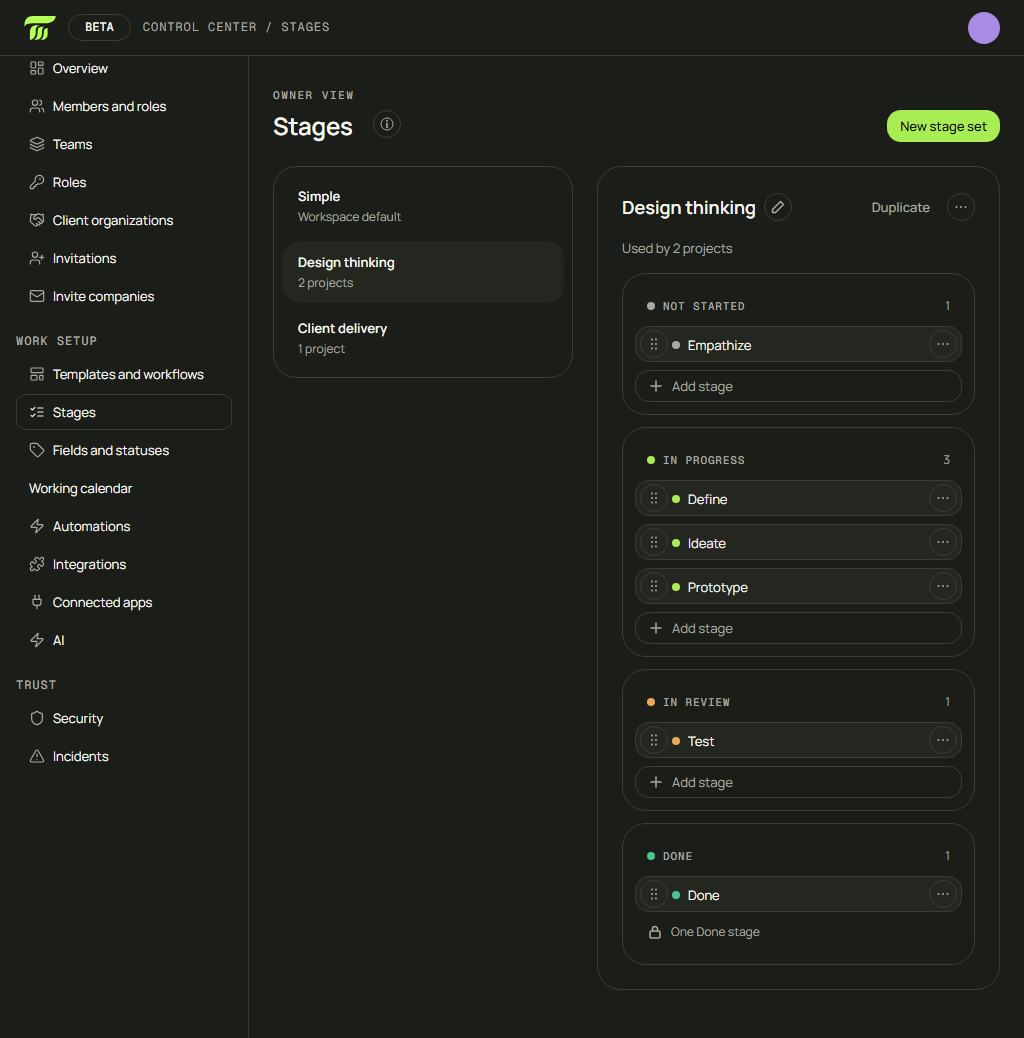 BETA
CONTROL CENTER / STAGES
Overview
Members and roles
Teams
Roles
Client organizations
Invitations
Invite companies
WORK SETUP
Templates and workflows
Stages
Fields and statuses
Working calendar
Automations
Integrations
Connected apps
AI
TRUST
Security
Incidents
OWNER VIEW
Stages
New stage set
Simple
Workspace default
Design thinking
2 projects
Client delivery
1 project
Design thinking
Duplicate
Used by 2 projects
NOT STARTED 1
Empathize
Add stage
IN PROGRESS 3
Define
Ideate
Prototype
Add stage
IN REVIEW 1
Test
Add stage
DONE 1
Done
One Done stage